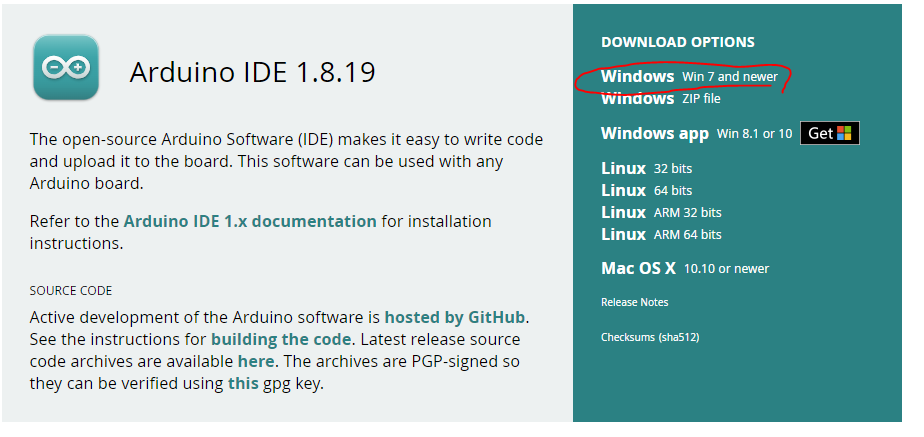 Arduino IDE 1.8.19
The open-source Arduino Software (IDE) makes it easy to write code
and upload it to the board. This software can be used with any
Arduino board.
Refer to the Arduino IDE 1.x documentation for installation
instructions.
SOURCE CODE
Active development of the Arduino software is hosted by GitHub.
See the instructions for building the code. Latest release source
code archives are available here. The archives are PGP-signed so
they can be verified using this gpg key.
DOWNLOAD OPTIONS
Windows Win 7 and newer
Windows ZIP file
Windows app Win 8.1 or 10 Get
Linux 32 bits
Linux 64 bits
Linux ARM 32 bits
Linux ARM 64 bits
Mac OS X 10.10 or newer
Release Notes
Checksums (sha512)